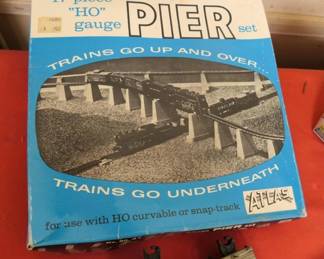 piece
"HO"
gauge
PIER
set
TRAINS GO UP AND OVER...
TRAINS GO UNDERNEATH
for use with HO curvable or snap-track
ATLAS